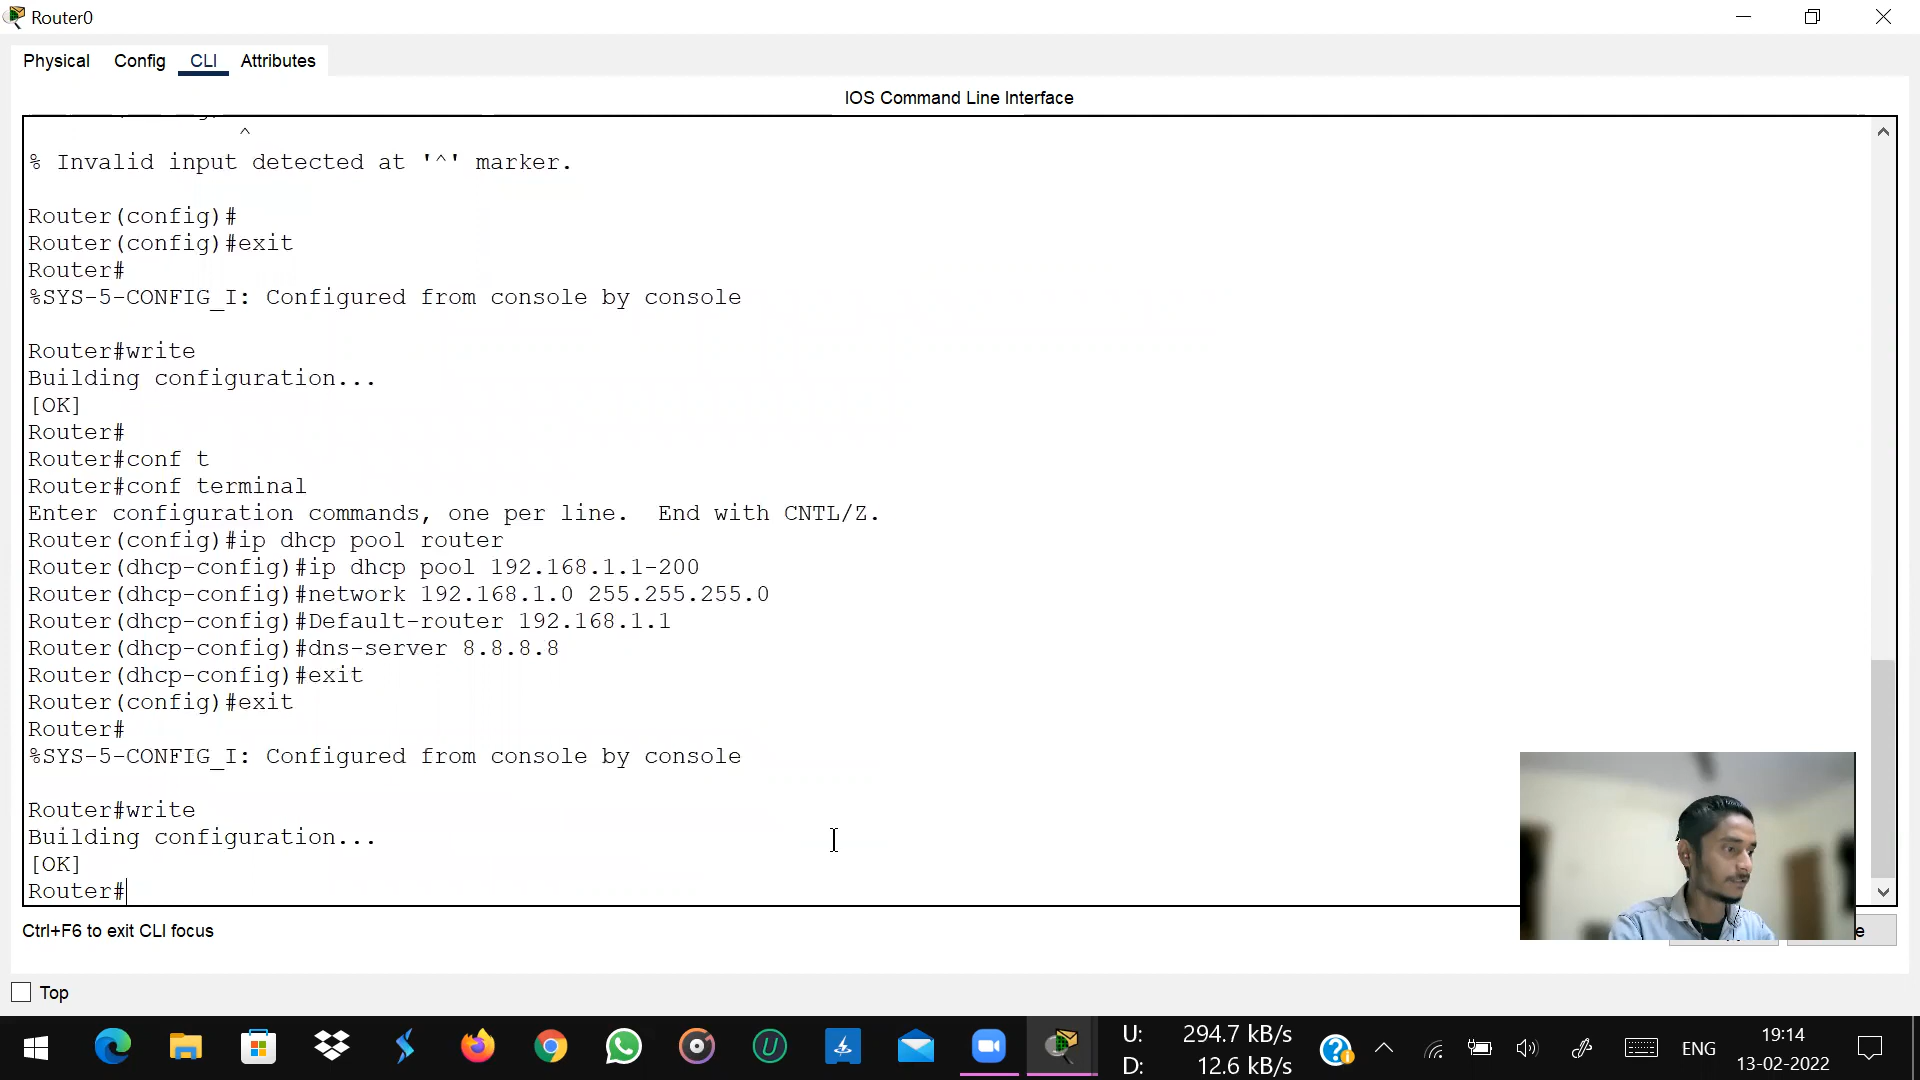 Router0
Physical Config CLI Attributes
IOS Command Line Interface
^
% Invalid input detected at '^' marker.
Router(config)#
Router(config)#exit
Router#
%SYS-5-CONFIG_I: Configured from console by console
Router#write
Building configuration...
[OK]
Router#
Router#conf t
Router#conf terminal
Enter configuration commands, one per line.  End with CNTL/Z.
Router(config)#ip dhcp pool router
Router(dhcp-config)#ip dhcp pool 192.168.1.1-200
Router(dhcp-config)#network 192.168.1.0 255.255.255.0
Router(dhcp-config)#Default-router 192.168.1.1
Router(dhcp-config)#dns-server 8.8.8.8
Router(dhcp-config)#exit
Router(config)#exit
Router#
%SYS-5-CONFIG_I: Configured from console by console
Router#write
Building configuration...
[OK]
Router#
Ctrl+F6 to exit CLI focus
Top
U: 294.7 kB/s
D: 12.6 kB/s
ENG
19:14
13-02-2022